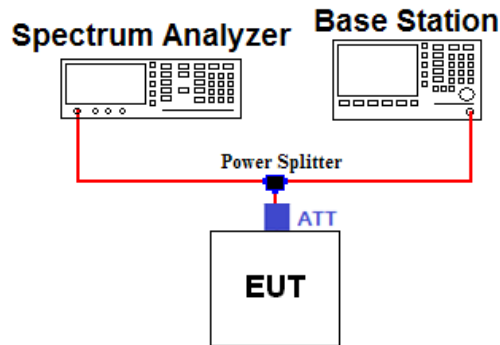 Base Station
Spectrum Analyzer
Power Splitter
ATT
EUT